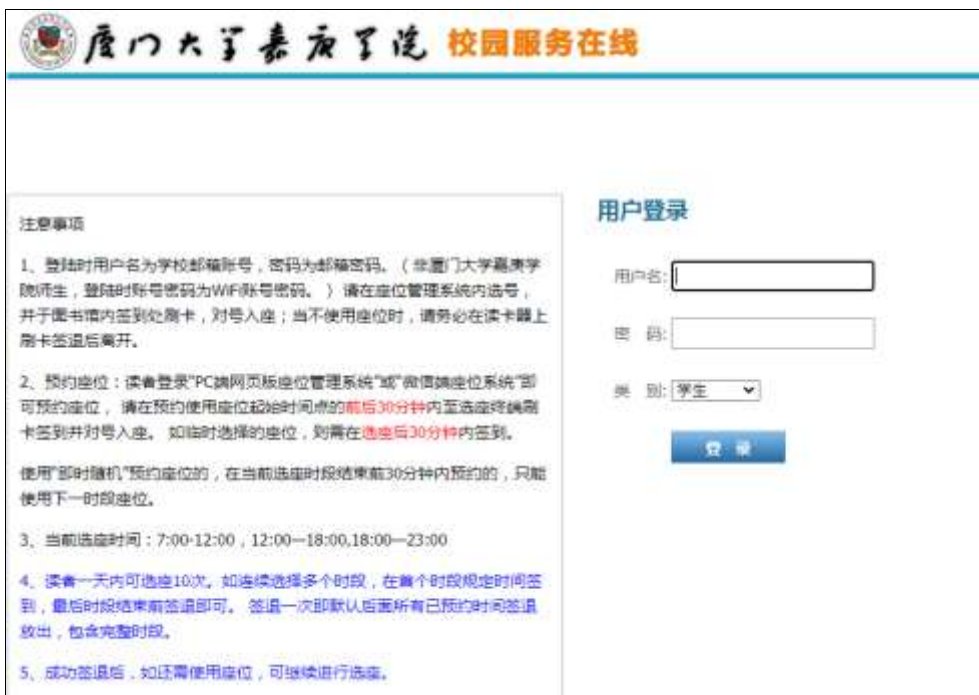 厦门大学嘉庚学院 校园服务在线
注意事项
1、登陆时用户名为学校邮箱账号，密码为邮箱密码。（非厦门大学嘉庚学
院师生，登陆时账号密码为WiFi账号密码。）请在座位管理系统内选号，
并于图书馆内签到处刷卡，对号入座；当不使用座位时，请务必在读卡器上
刷卡签退后离开。
2、预约座位：读者登录"PC端网页版座位管理系统"或"微信端座位系统"即
可预约座位， 请在预约使用座位起始时间点的前后30分钟内至选座终端刷
卡签到并对号入座。 如临时选择的座位，则需在选座后30分钟内签到。
使用"即时随机"预约座位的，在当前选座时段结束前30分钟内预约的，只能
使用下一时段座位。
3、当前选座时间：7:00-12:00，12:00—18:00,18:00—23:00
4、读者一天内可选座10次。如连续选择多个时段，在首个时段规定时间签
到，最后时段结束前签退即可。 签退一次即默认后面所有已预约时间签退
放出，包含完整时段。
5、成功签退后，如还需使用座位，可继续进行选座。
用户登录
用户名:
密 码:
类 别: 学生
登 录